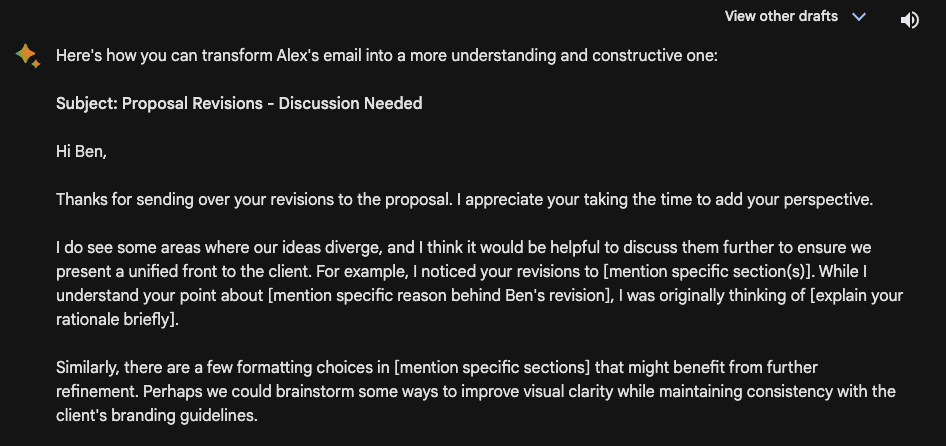 View other drafts
Here's how you can transform Alex's email into a more understanding and constructive one:
Subject: Proposal Revisions - Discussion Needed
Hi Ben,
Thanks for sending over your revisions to the proposal. I appreciate your taking the time to add your perspective.
I do see some areas where our ideas diverge, and I think it would be helpful to discuss them further to ensure we
present a unified front to the client. For example, I noticed your revisions to [mention specific section(s)]. While I
understand your point about [mention specific reason behind Ben's revision], I was originally thinking of [explain your
rationale briefly].
Similarly, there are a few formatting choices in [mention specific sections] that might benefit from further
refinement. Perhaps we could brainstorm some ways to improve visual clarity while maintaining consistency with the
client's branding guidelines.